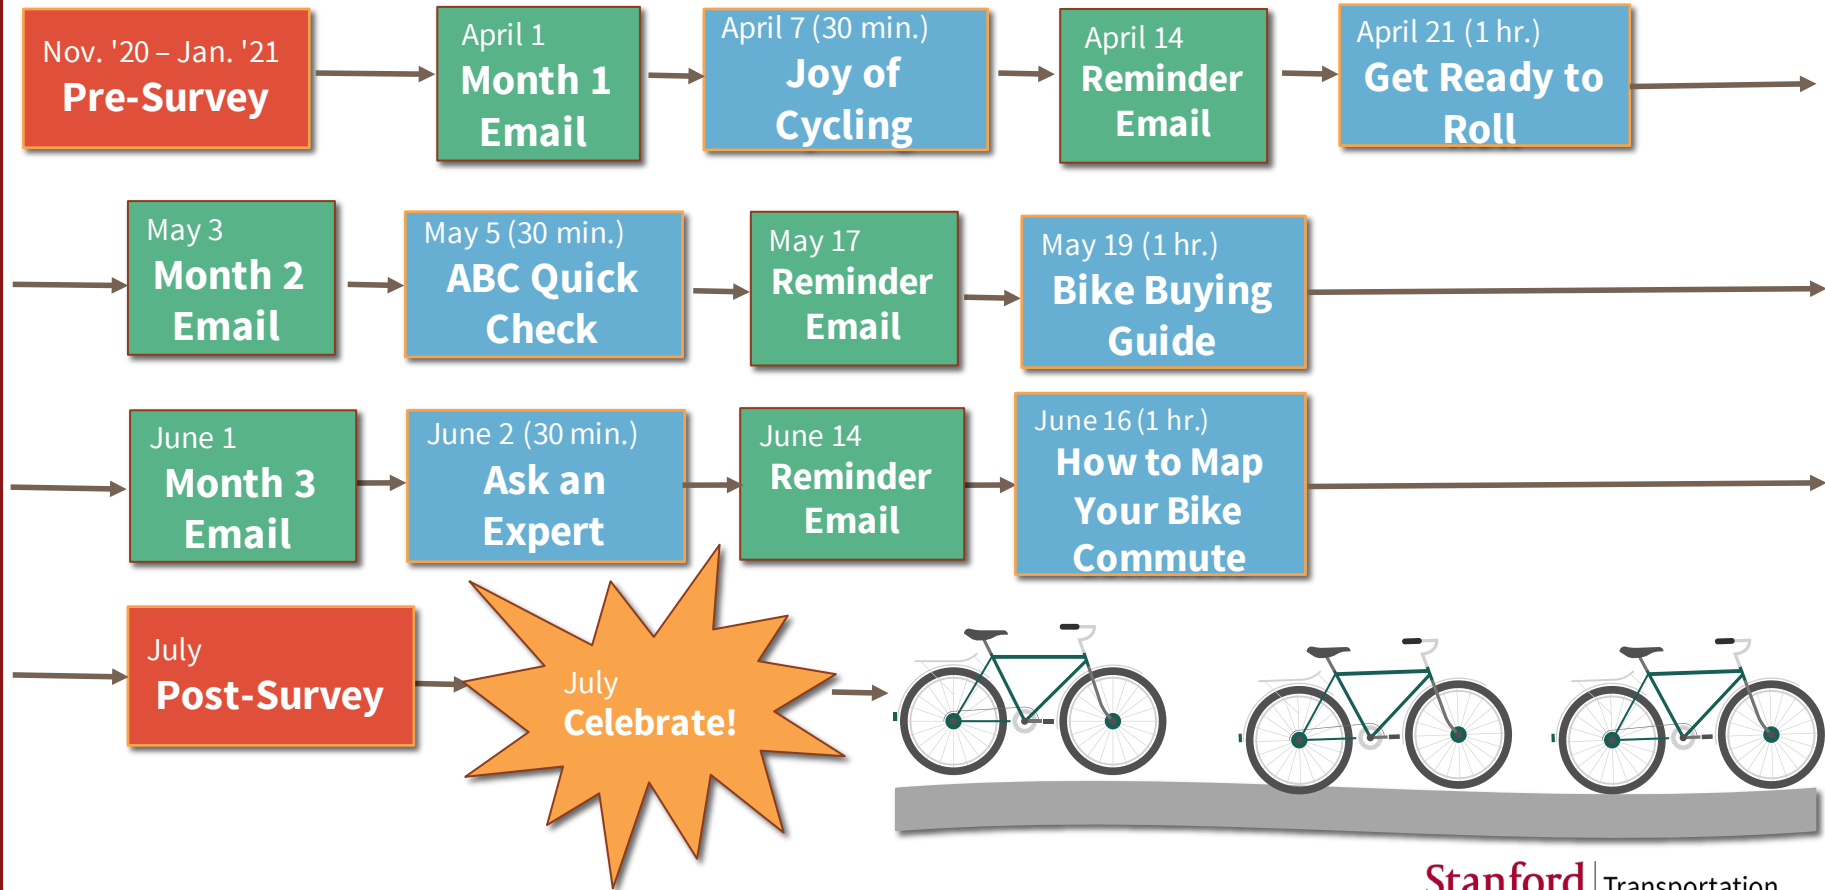 Nov. '20 – Jan. '21
Pre-Survey
April 1
Month 1
Email
April 7 (30 min.)
Joy of
Cycling
April 14
Reminder
Email
April 21 (1 hr.)
Get Ready to
Roll
May 3
Month 2
Email
May 5 (30 min.)
ABC Quick
Check
May 17
Reminder
Email
May 19 (1 hr.)
Bike Buying
Guide
June 1
Month 3
Email
June 2 (30 min.)
Ask an
Expert
June 14
Reminder
Email
June 16 (1 hr.)
How to Map
Your Bike
Commute
July
Post-Survey
July
Celebrate!
Stanford | Transportation